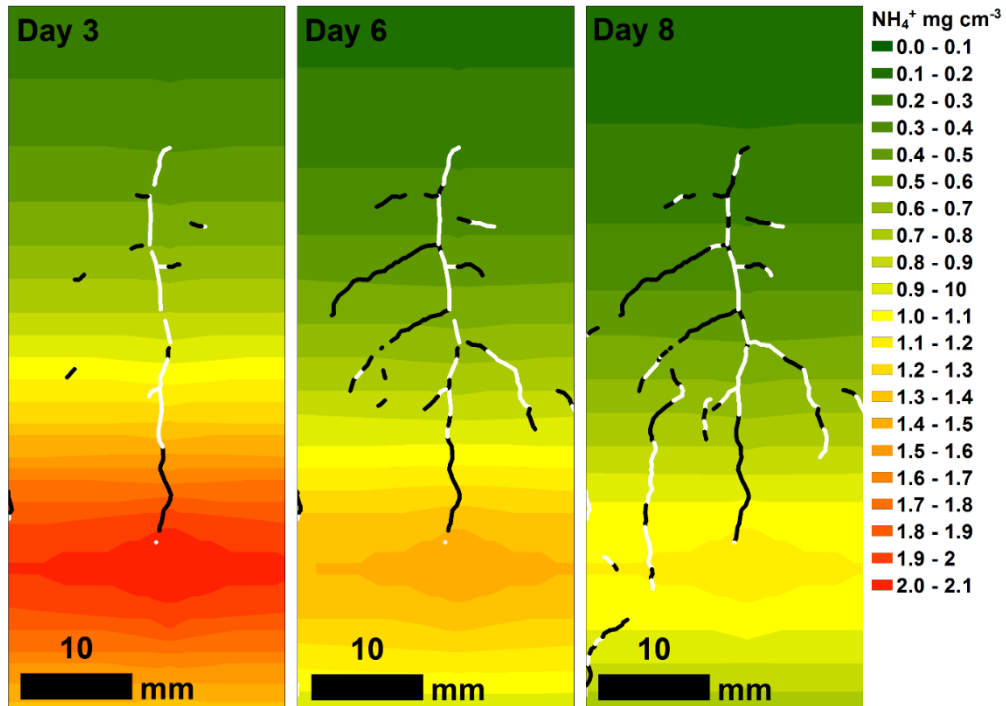 Day 3
Day 6
Day 8
NH₄⁺ mg cm⁻³
0.0 - 0.1
0.1 - 0.2
0.2 - 0.3
0.3 - 0.4
0.4 - 0.5
0.5 - 0.6
0.6 - 0.7
0.7 - 0.8
0.8 - 0.9
0.9 - 10
1.0 - 1.1
1.1 - 1.2
1.2 - 1.3
1.3 - 1.4
1.4 - 1.5
1.5 - 1.6
1.6 - 1.7
1.7 - 1.8
1.8 - 1.9
1.9 - 2
2.0 - 2.1
10
mm
10
mm
10
mm